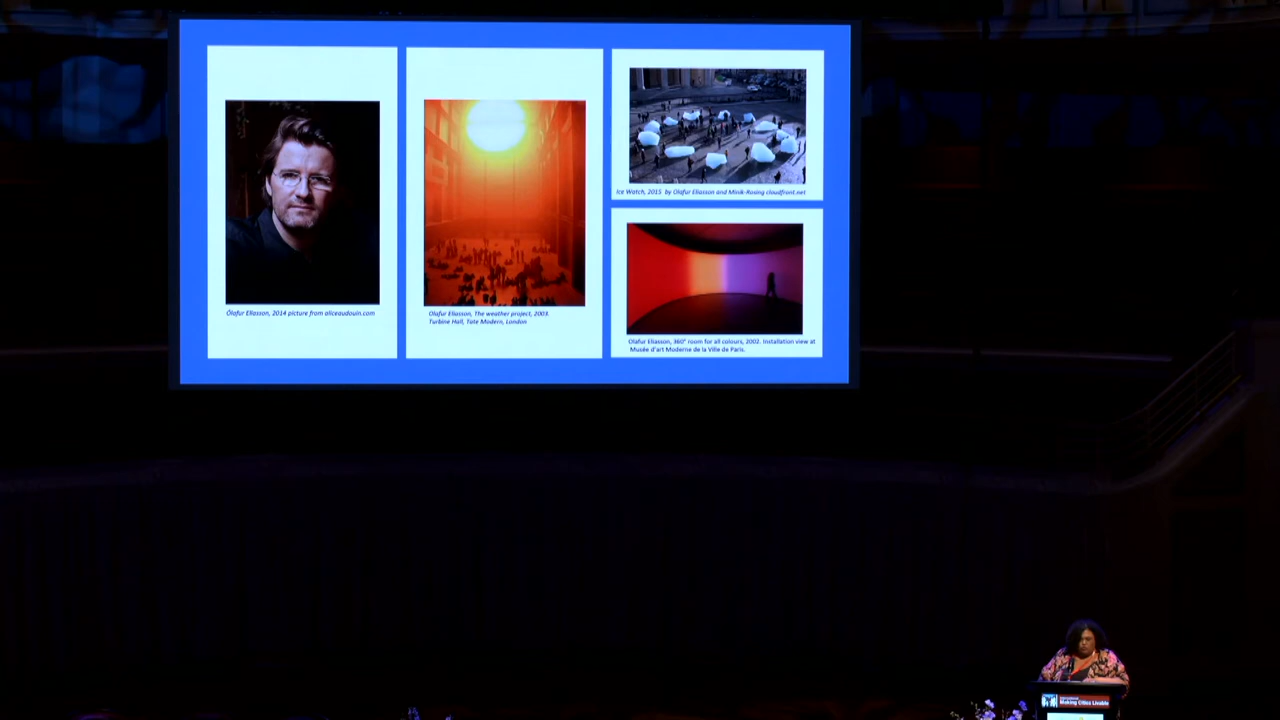 Ólafur Eliasson, 2014 picture from aliceaudouin.com
Olafur Eliasson, The weather project, 2003.
Turbine Hall, Tate Modern, London
Ice Watch, 2015 by Olafur Eliasson and Minik-Rosing cloudfront.net
Olafur Eliasson, 360° room for all colours, 2002. Installation view at
Musée d'art Moderne de la Ville de Paris.
International
Making Cities Livable